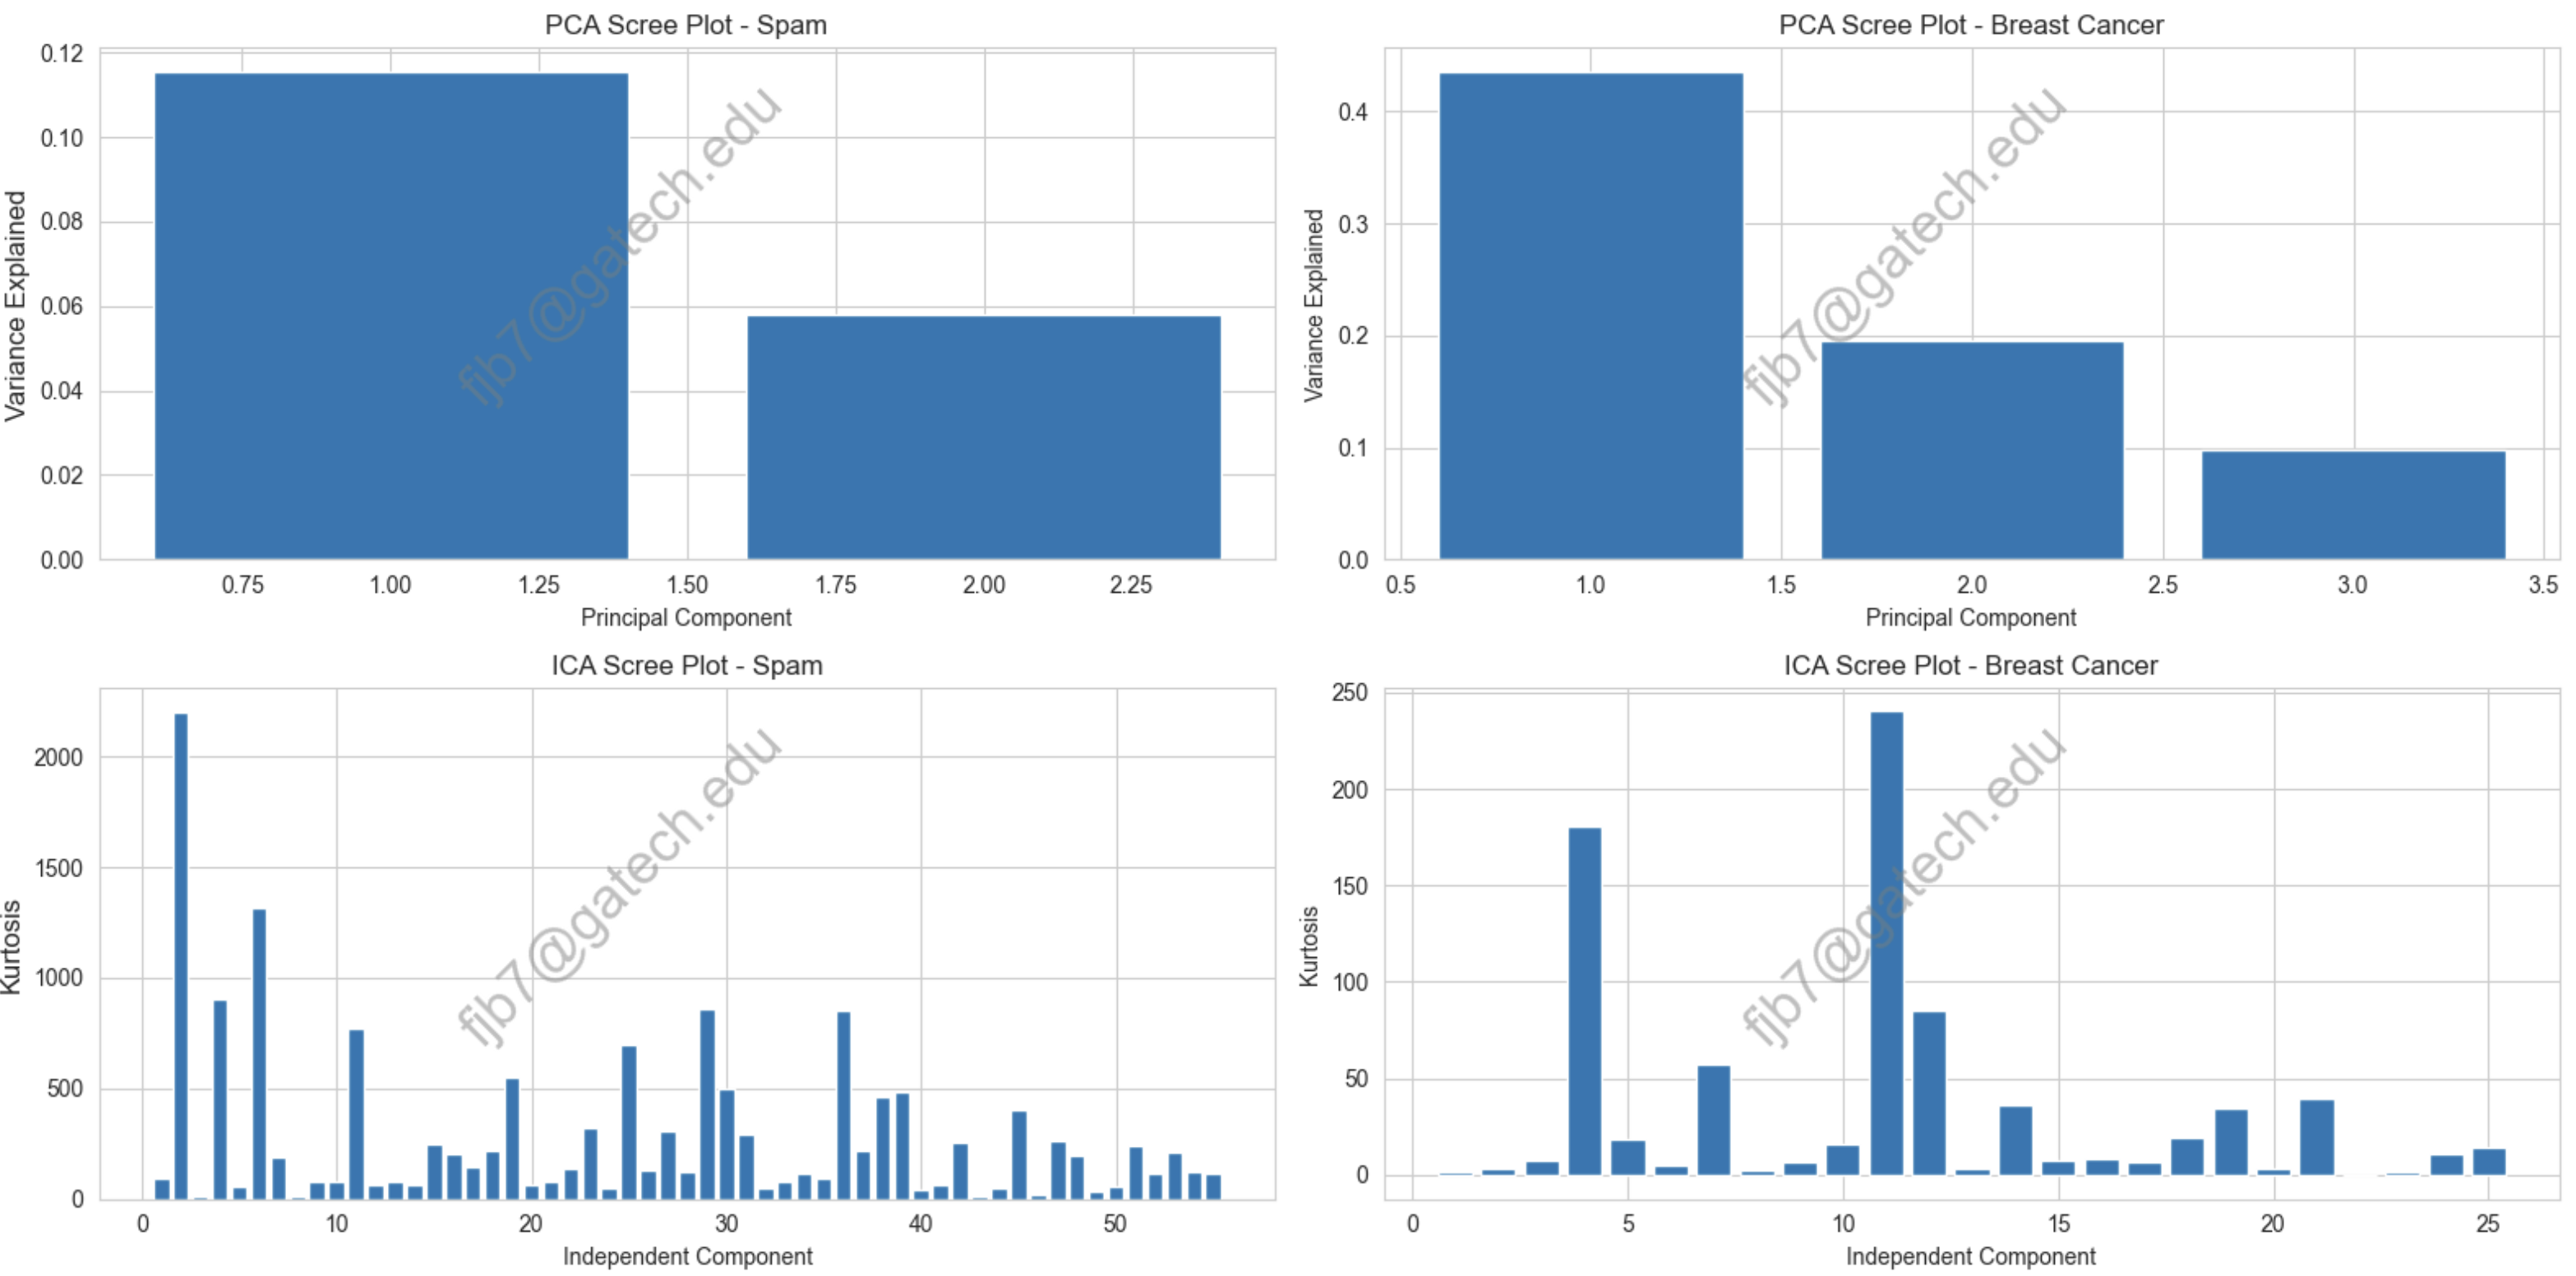 PCA Scree Plot - Spam
Variance Explained
0.12
0.10
0.08
0.06
0.04
0.02
0.00
0.75 1.00 1.25 1.50 1.75 2.00 2.25
Principal Component
fjb7@gatech.edu
PCA Scree Plot - Breast Cancer
Variance Explained
0.4
0.3
0.2
0.1
0.0
0.5 1.0 1.5 2.0 2.5 3.0 3.5
Principal Component
fjb7@gatech.edu
ICA Scree Plot - Spam
Kurtosis
2000
1500
1000
500
0
0 10 20 30 40 50
Independent Component
fjb7@gatech.edu
ICA Scree Plot - Breast Cancer
Kurtosis
250
200
150
100
50
0
0 5 10 15 20 25
Independent Component
fjb7@gatech.edu